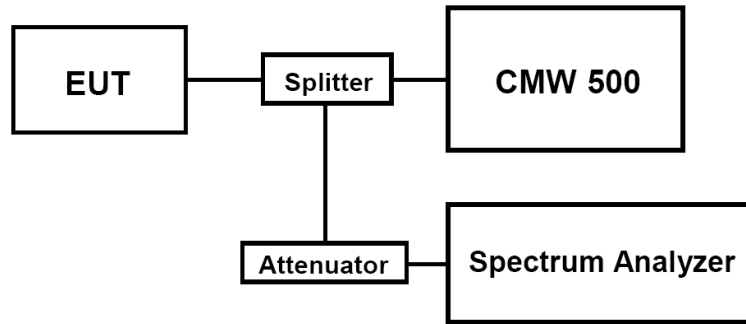 EUT
Splitter
CMW 500
Attenuator
Spectrum Analyzer